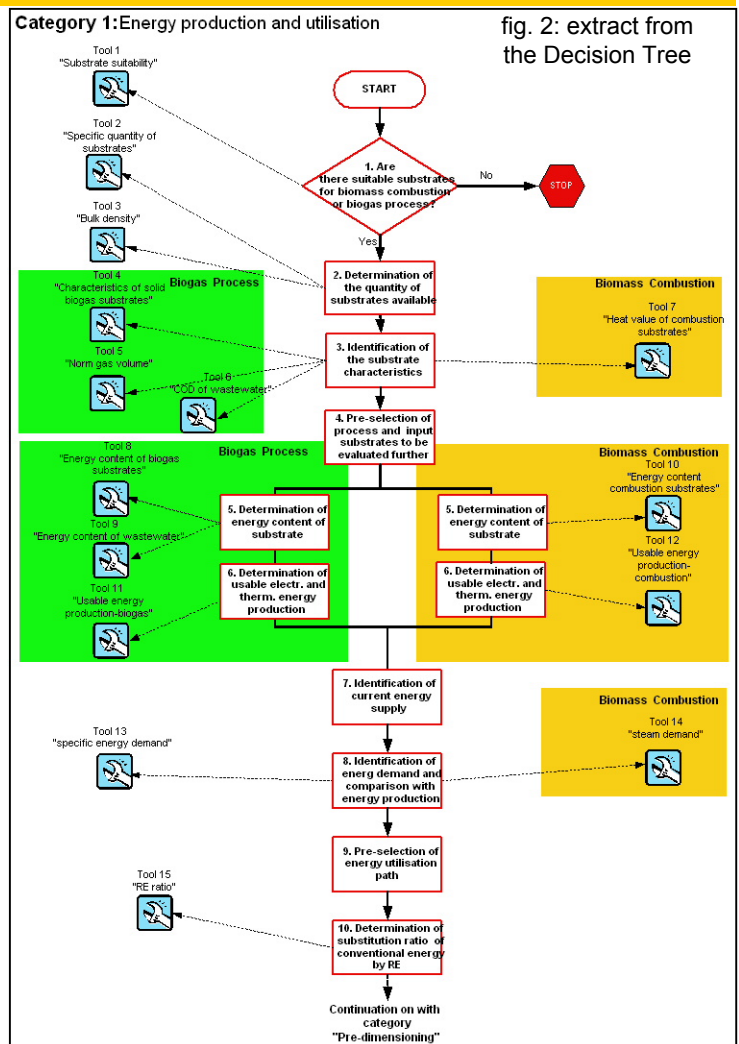 Category 1:Energy production and utilisation
fig. 2: extract from
the Decision Tree
Tool 1
"Substrate suitability"
START
Tool 2
"Specific quantity of
substrates"
1. Are
there suitable substrates
for biomass combustion
or biogas process?
No
STOP
Tool 3
"Bulk density"
Yes
2. Determination of
the quantity of
substrates available
Biogas Process
Tool 4
"Characteristics of solid
biogas substrates"
Biomass Combustion
Tool 7
"Heat value of combustion
substrates"
3. Identification of
the substrate
characteristics
Tool 5
"Norm gas volume"
Tool 6
"COD of wastewater"
4. Pre-selection of
process and input
substrates to be
evaluated further
Biogas Process
Tool 8
"Energy content of biogas
substrates"
Biomass Combustion
Tool 10
"Energy content
combustion substrates"
5. Determination of
energy content of
substrate
5. Determination of
energy content of
substrate
Tool 9
"Energy content of wastewater"
Tool 12
"Usable energy
production-
combustion"
6. Determination of
usable electr. and
therm. energy
production
6. Determination of
usable electr. and
therm. energy
production
Tool 11
"Usable energy
production-biogas"
7. Identification of
current energy
supply
Biomass Combustion
Tool 13
"specific energy demand"
Tool 14
"steam demand"
8. Identification of
energ demand and
comparison with
energy production
9. Pre-selection of
energy utilisation
path
Tool 15
"RE ratio"
10. Determination of
substitution ratio of
conventional energy
by RE
Continuation on with
category
"Pre-dimensioning"